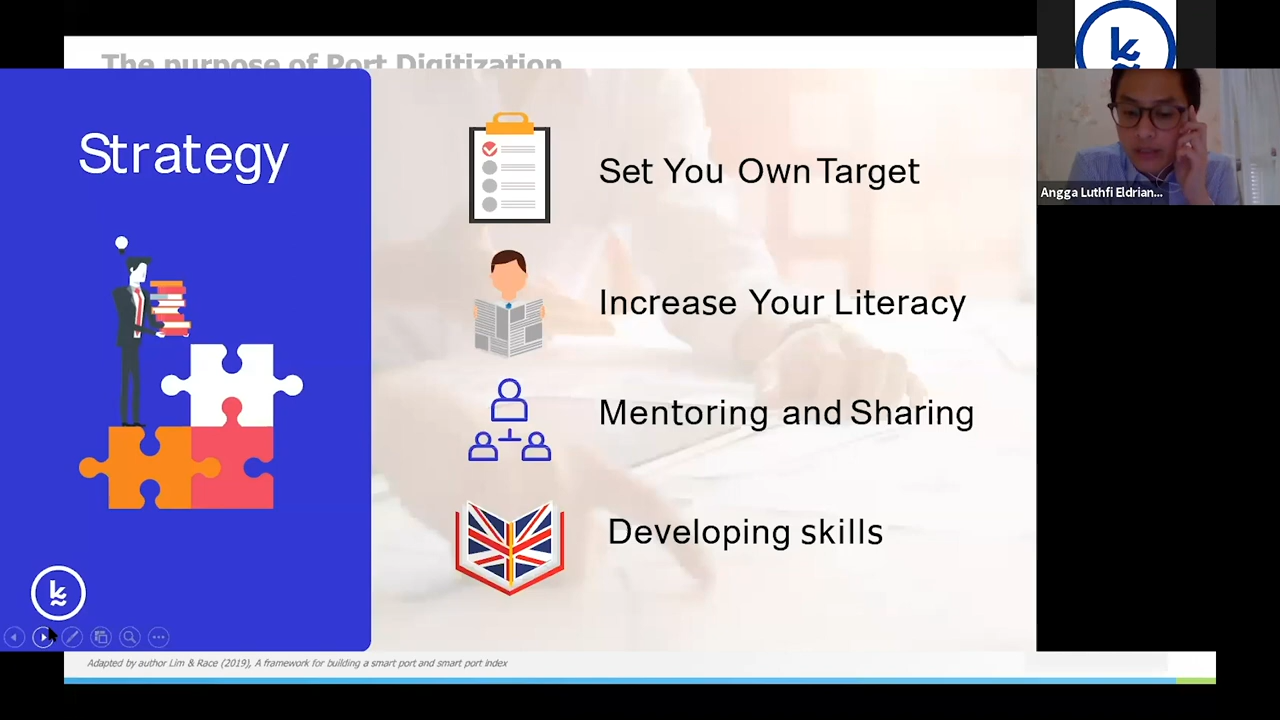 The purpose of Port Digitization
Strategy
Set You Own Target
Increase Your Literacy
Mentoring and Sharing
Developing skills
Angga Luthfi Eldrian...
Adapted by author Lim & Race (2019), A framework for building a smart port and smart port index